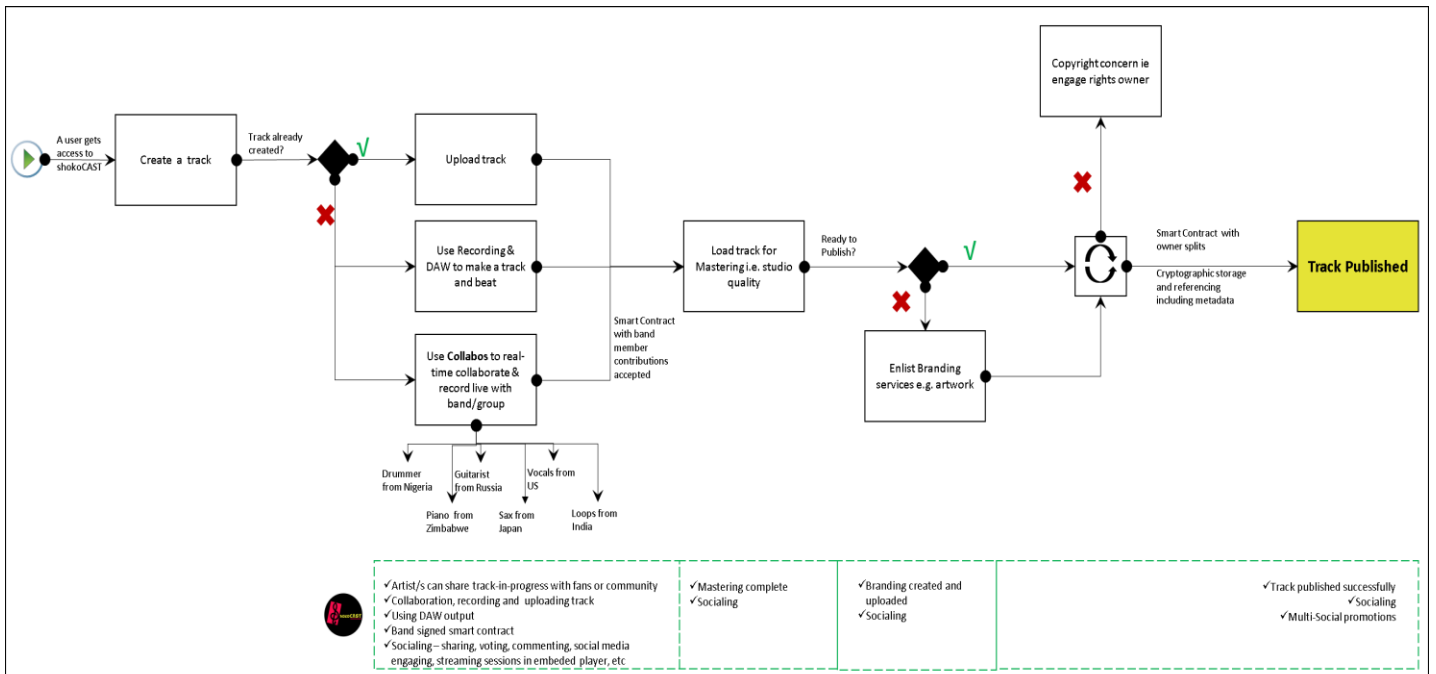 A user gets
access to
shokoCAST
Create a track
Track already
created?
√
Upload track
Use Recording &
DAW to make a track
and beat
Use Collabos to real-
time collaborate &
record live with
band/group
Drummer
from Nigeria
Guitarist
from Russia
Vocals from
US
Piano from
Zimbabwe
Sax from
Japan
Loops from
India
Smart Contract
with band
member
contributions
accepted
Load track for
Mastering i.e. studio
quality
Ready to
Publish?
√
Enlist Branding
services e.g. artwork
Copyright concern ie
engage rights owner
Smart Contract with
owner splits
Cryptographic storage
and referencing
including metadata
Track Published
✓Artist/s can share track-in-progress with fans or community
✓Collaboration, recording and uploading track
✓Using DAW output
✓Band signed smart contract
✓Socialing – sharing, voting, commenting, social media
engaging, streaming sessions in embeded player, etc
✓Mastering complete
✓Socialing
✓Branding created and
uploaded
✓Socialing
✓Track published successfully
✓Socialing
✓Multi-Social promotions